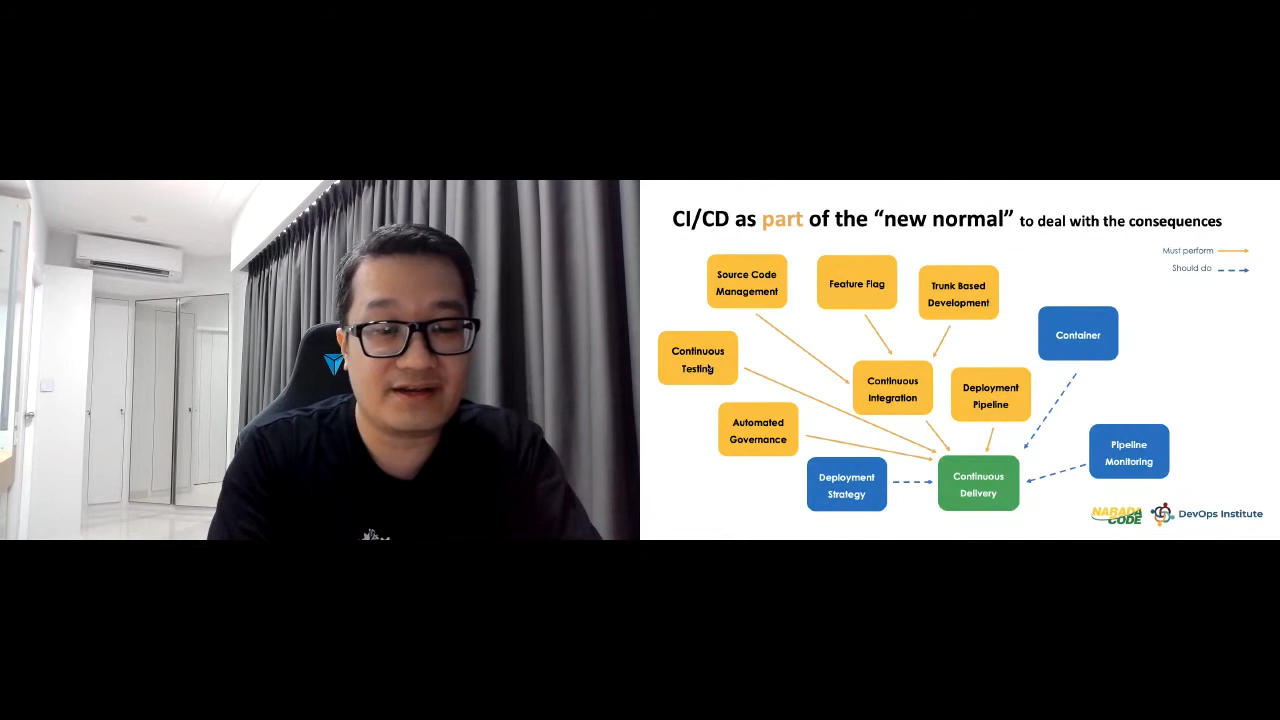 CI/CD as part of the “new normal” to deal with the consequences
Must perform
Should do
Source Code
Management
Feature Flag
Trunk Based
Development
Container
Continuous
Testing
Continuous
Integration
Deployment
Pipeline
Automated
Governance
Pipeline
Monitoring
Deployment
Strategy
Continuous
Delivery
NABADA
CODE
DevOps Institute